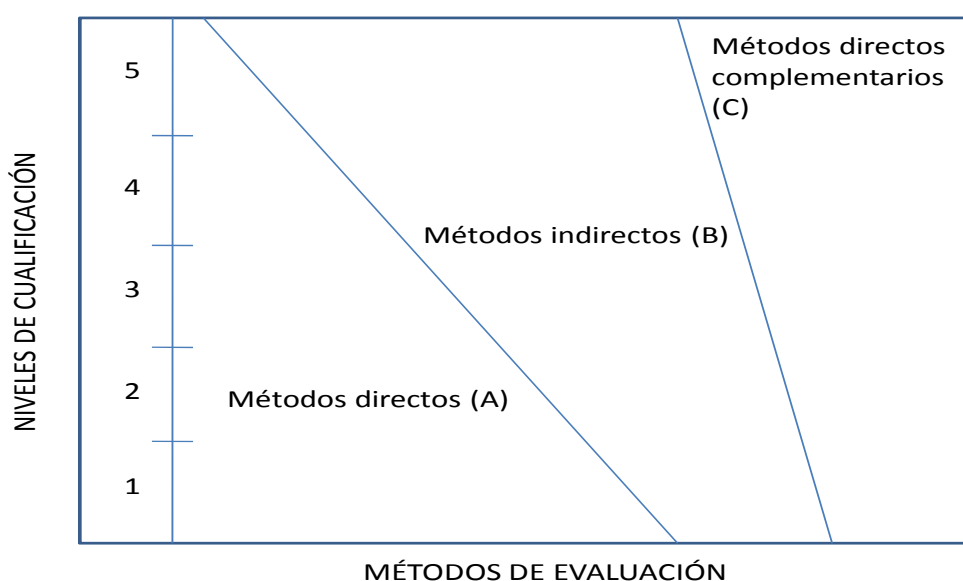 NIVELES DE CUALIFICACIÓN
5
4
3
2
1
Métodos directos
complementarios
(C)
Métodos indirectos (B)
Métodos directos (A)
MÉTODOS DE EVALUACIÓN